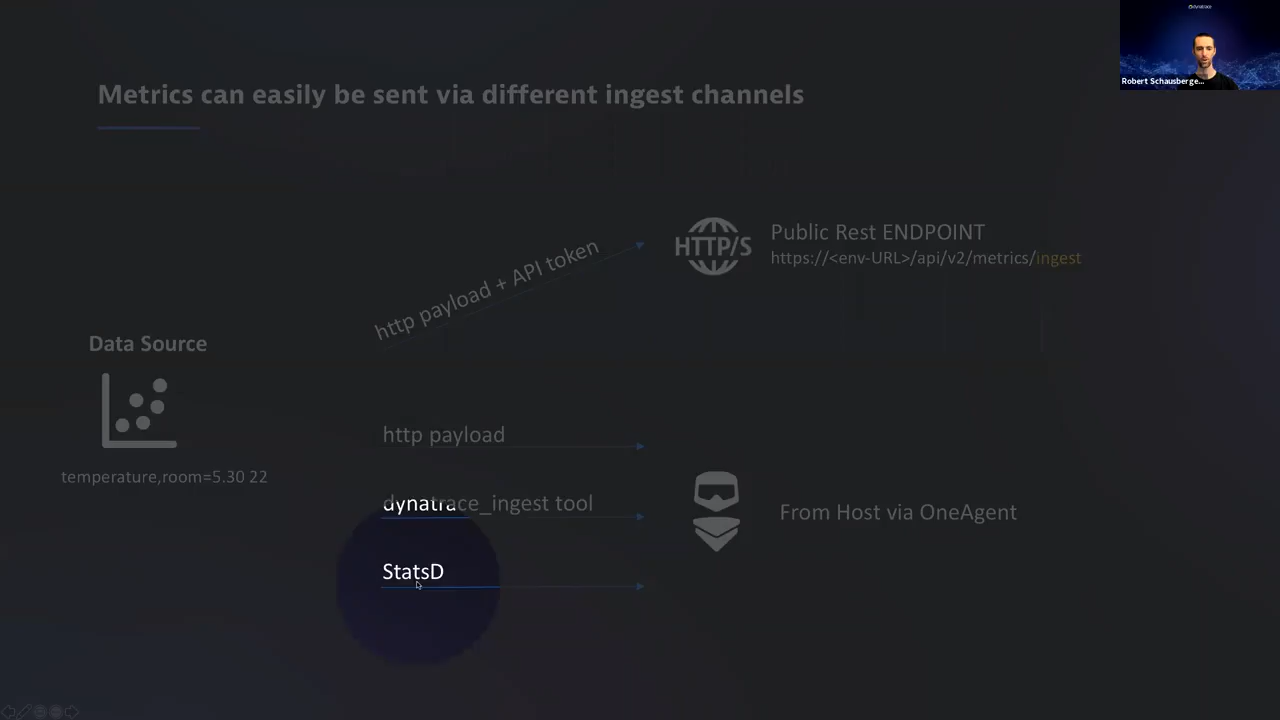 @dynatrace
Robert Schausberge...
Metrics can easily be sent via different ingest channels
http payload + API token
HTTP/S
Public Rest ENDPOINT
https://<env-URL>/api/v2/metrics/ingest
Data Source
temperature,room=5.30 22
http payload
dynatrace_ingest tool
StatsD
From Host via OneAgent